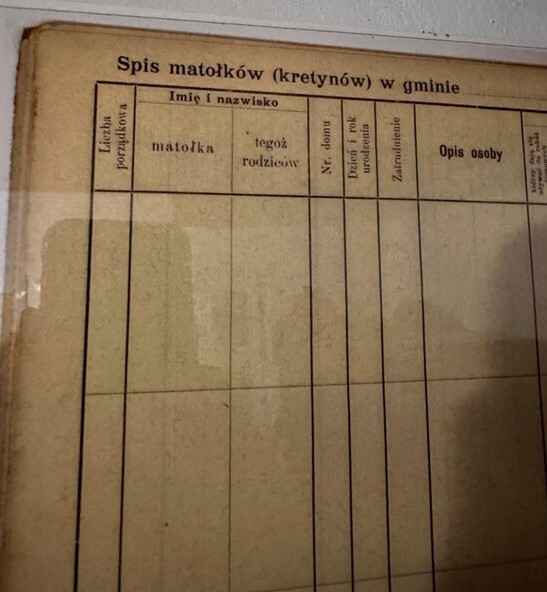 Spis matołków (kretynów) w gminie
Liczba
porządkowa
Imię i nazwisko
matołka
tegoż
rodziców
Nr. domu
Dzień i rok
urodzenia
Zatrudnienie
Opis osoby